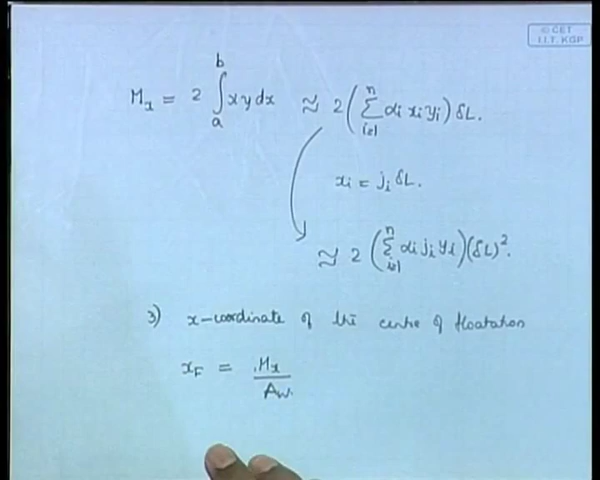 © CET
I.I.T. KGP
Mx = 2 ∫_a^b xy dx ≈ 2(∑_{i=1}^n αi xi yi) δL.
xi = ji δL.
≈ 2(∑_{i=1}^n αi ji yi)(δL)².
3) x-coordinate of the centre of floatation
xF = Mx / Aw.